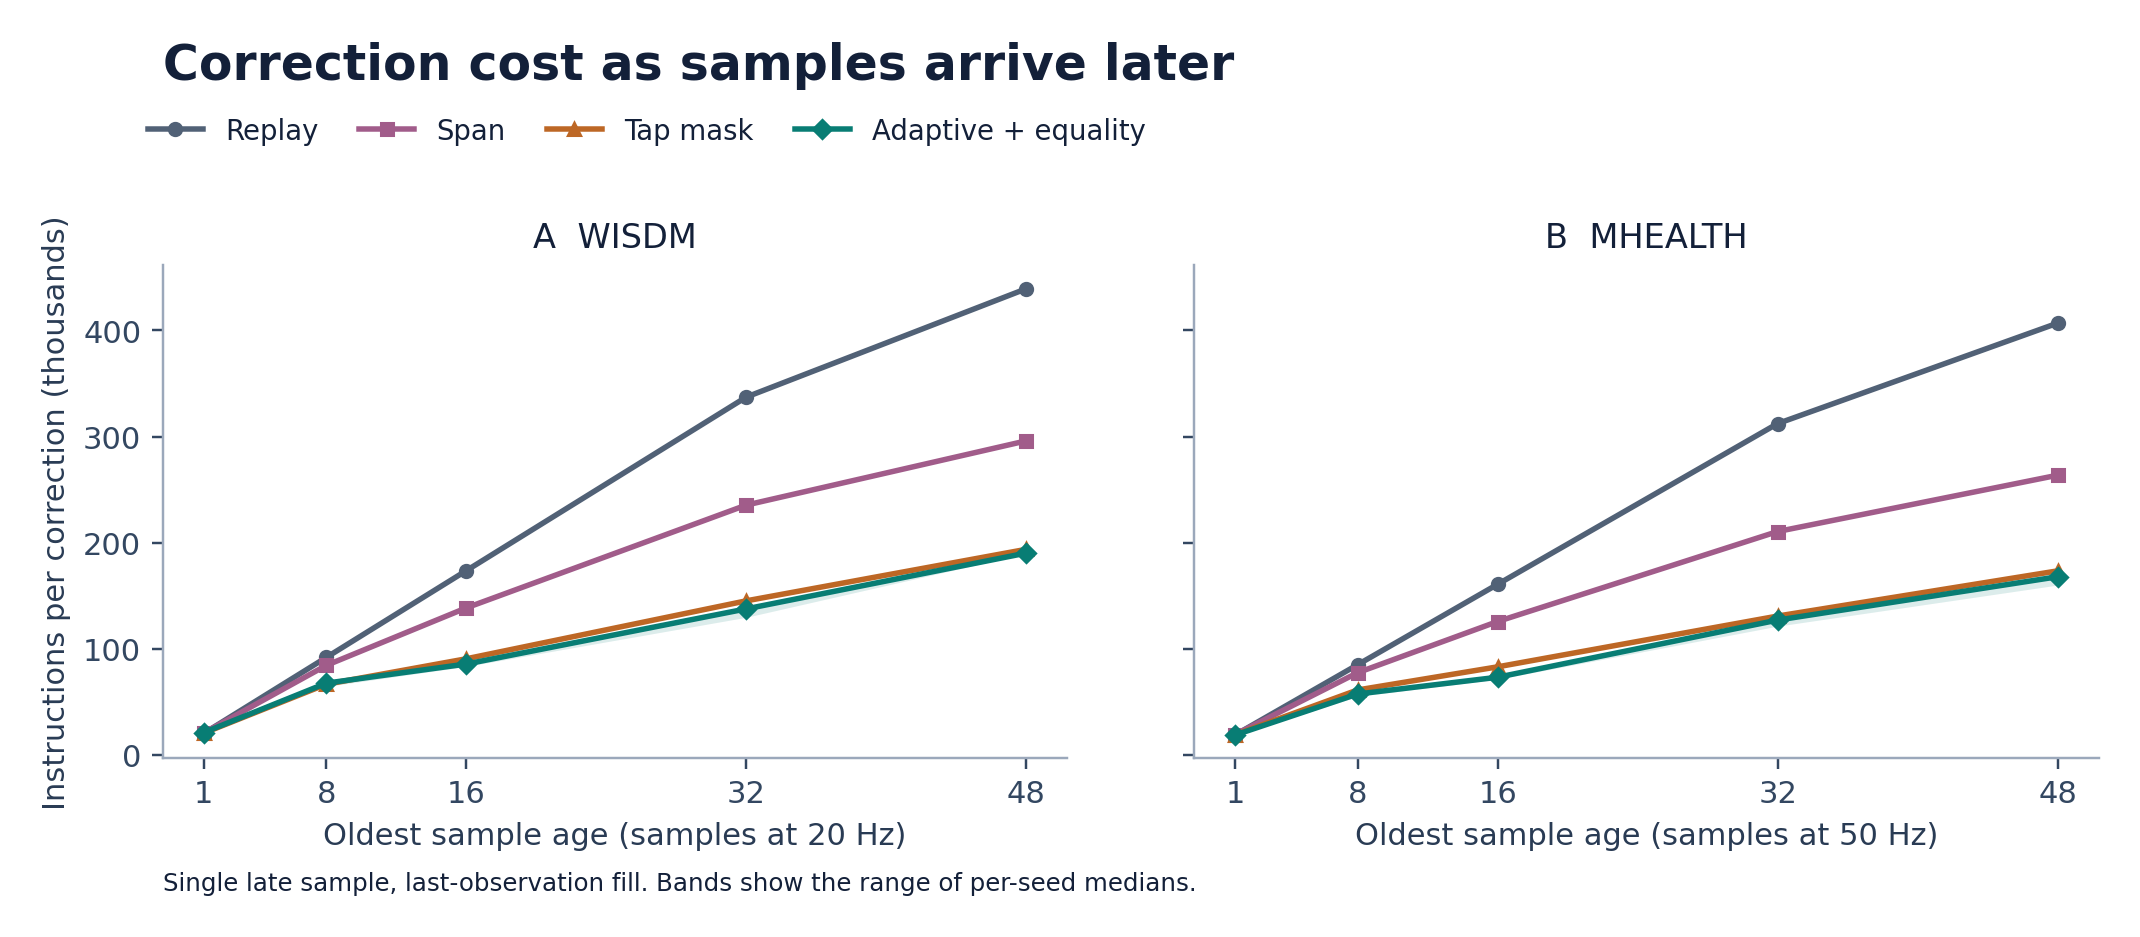 Correction cost as samples arrive later
Replay Span Tap mask Adaptive + equality
A WISDM
B MHEALTH
Instructions per correction (thousands)
400
300
200
100
0
1 8 16 32 48
1 8 16 32 48
Oldest sample age (samples at 20 Hz)
Oldest sample age (samples at 50 Hz)
Single late sample, last-observation fill. Bands show the range of per-seed medians.